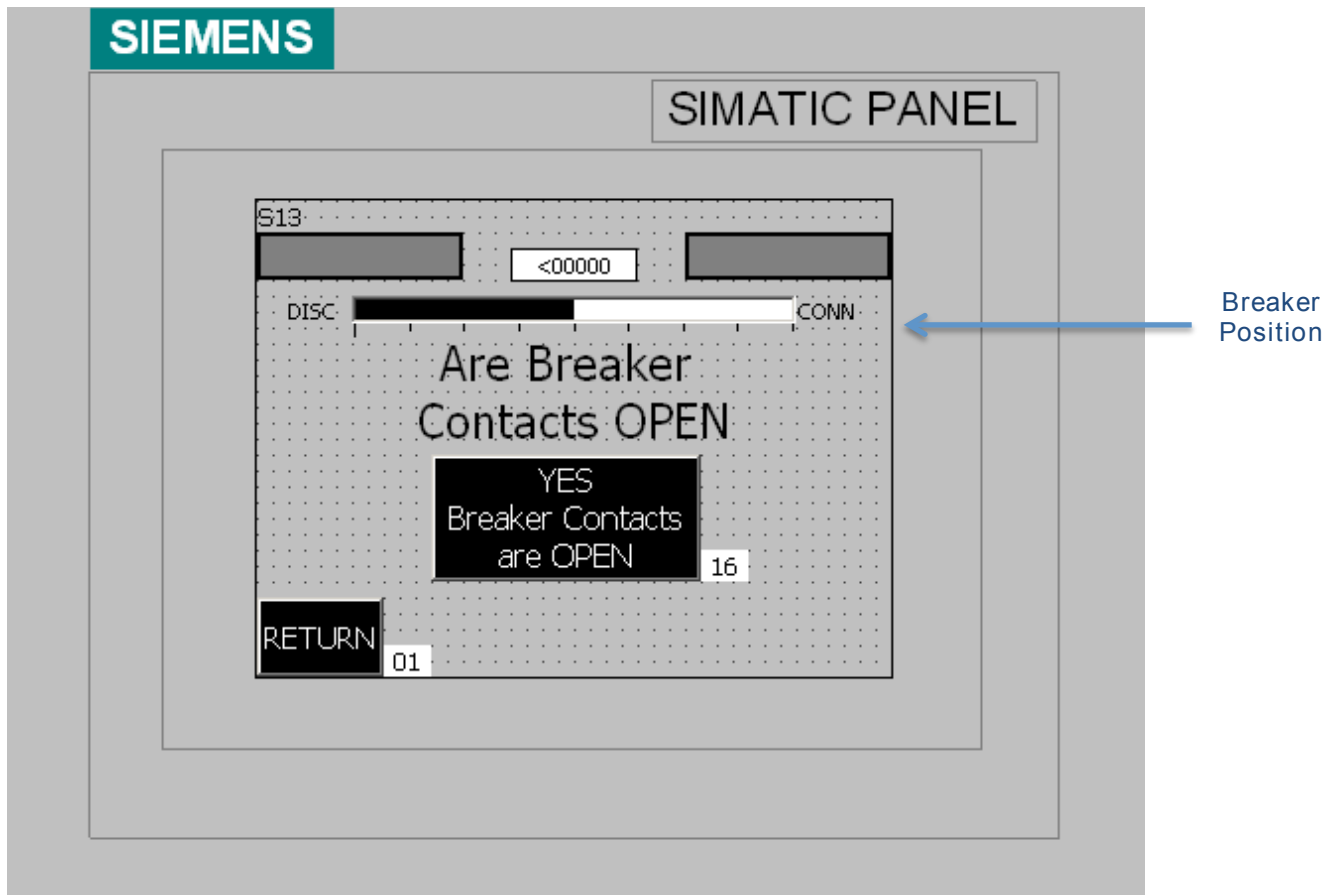 SIEMENS
SIMATIC PANEL
S13
<00000
DISC
CONN
Breaker
Position
Are Breaker
Contacts OPEN
YES
Breaker Contacts
are OPEN
16
RETURN
01